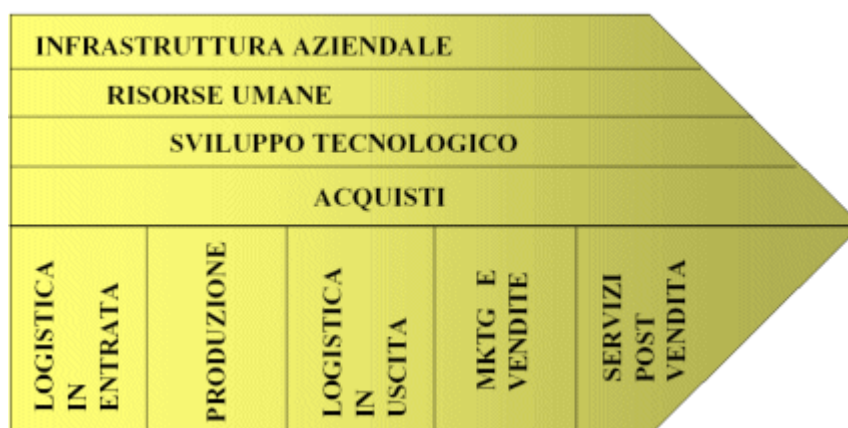 INFRASTRUTTURA AZIENDALE
RISORSE UMANE
SVILUPPO TECNOLOGICO
ACQUISTI
LOGISTICA
IN
ENTRATA
PRODUZIONE
LOGISTICA
IN
USCITA
MKTG E
VENDITE
SERVIZI
POST
VENDITA